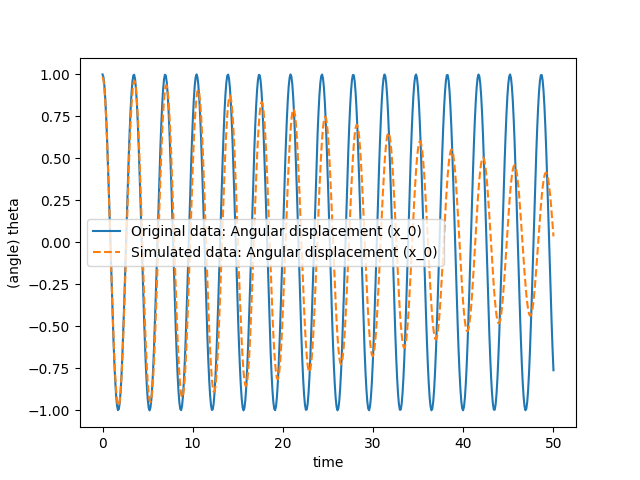 1.00
0.75
0.50
0.25
0.00
−0.25
−0.50
−0.75
−1.00
(angle) theta
Original data: Angular displacement (x_0)
Simulated data: Angular displacement (x_0)
0 10 20 30 40 50
time